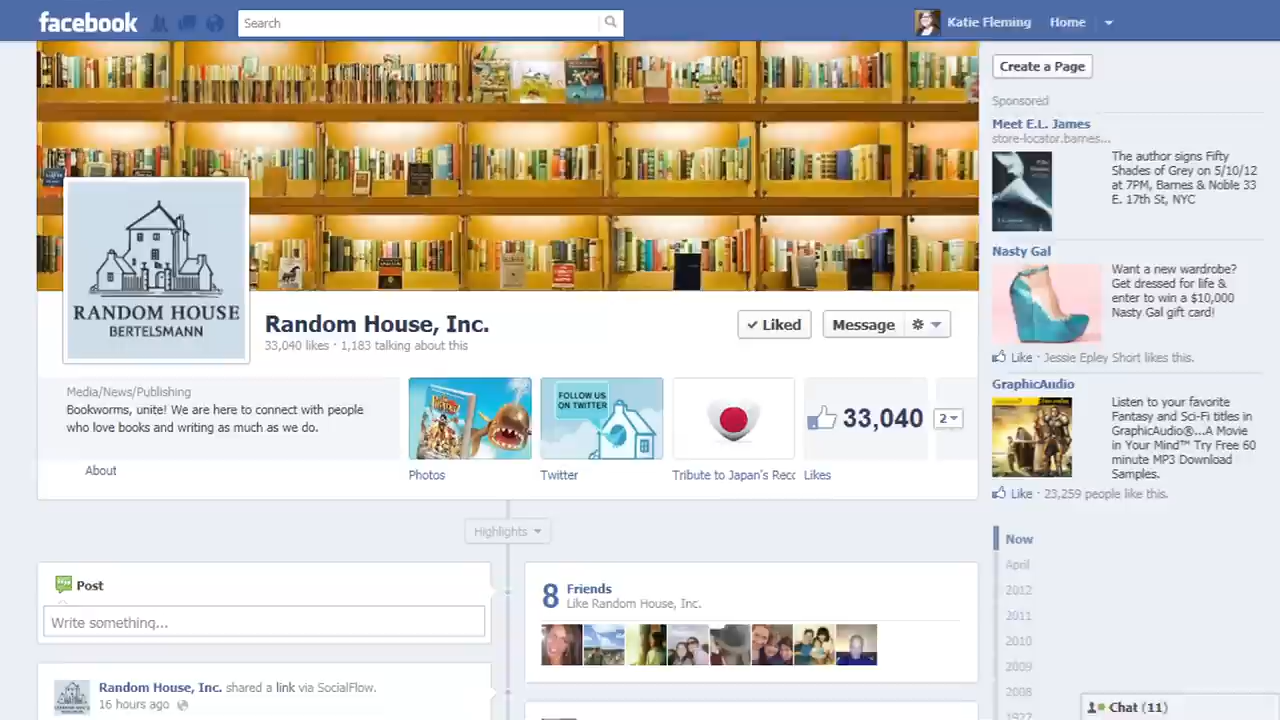 facebook
Search
Katie Fleming
Home
Create a Page
Sponsored
Meet E.L. James
store-locator.barnes...
The author signs Fifty
Shades of Grey on 5/10/12
at 7PM, Barnes & Noble 33
E. 17th St, NYC
Nasty Gal
Want a new wardrobe?
Get dressed for life &
enter to win a $10,000
Nasty Gal gift card!
Like · Jessie Epley Short likes this.
GraphicAudio
Listen to your favorite
Fantasy and Sci-Fi titles in
GraphicAudio®...A Movie
in Your Mind™ Try Free 60
minute MP3 Download
Samples.
Like · 23,259 people like this.
RANDOM HOUSE
BERTELSMANN
Random House, Inc.
33,040 likes · 1,183 talking about this
Liked
Message
Media/News/Publishing
Bookworms, unite! We are here to connect with people
who love books and writing as much as we do.
About
FOLLOW US
ON TWITTER
33,040
2
Photos
Twitter
Tribute to Japan's Reco
Likes
Highlights
Now
April
2012
2011
2010
2009
2008
1927
Post
Write something...
8 Friends
Like Random House, Inc.
Random House, Inc. shared a link via SocialFlow.
16 hours ago
Chat (11)